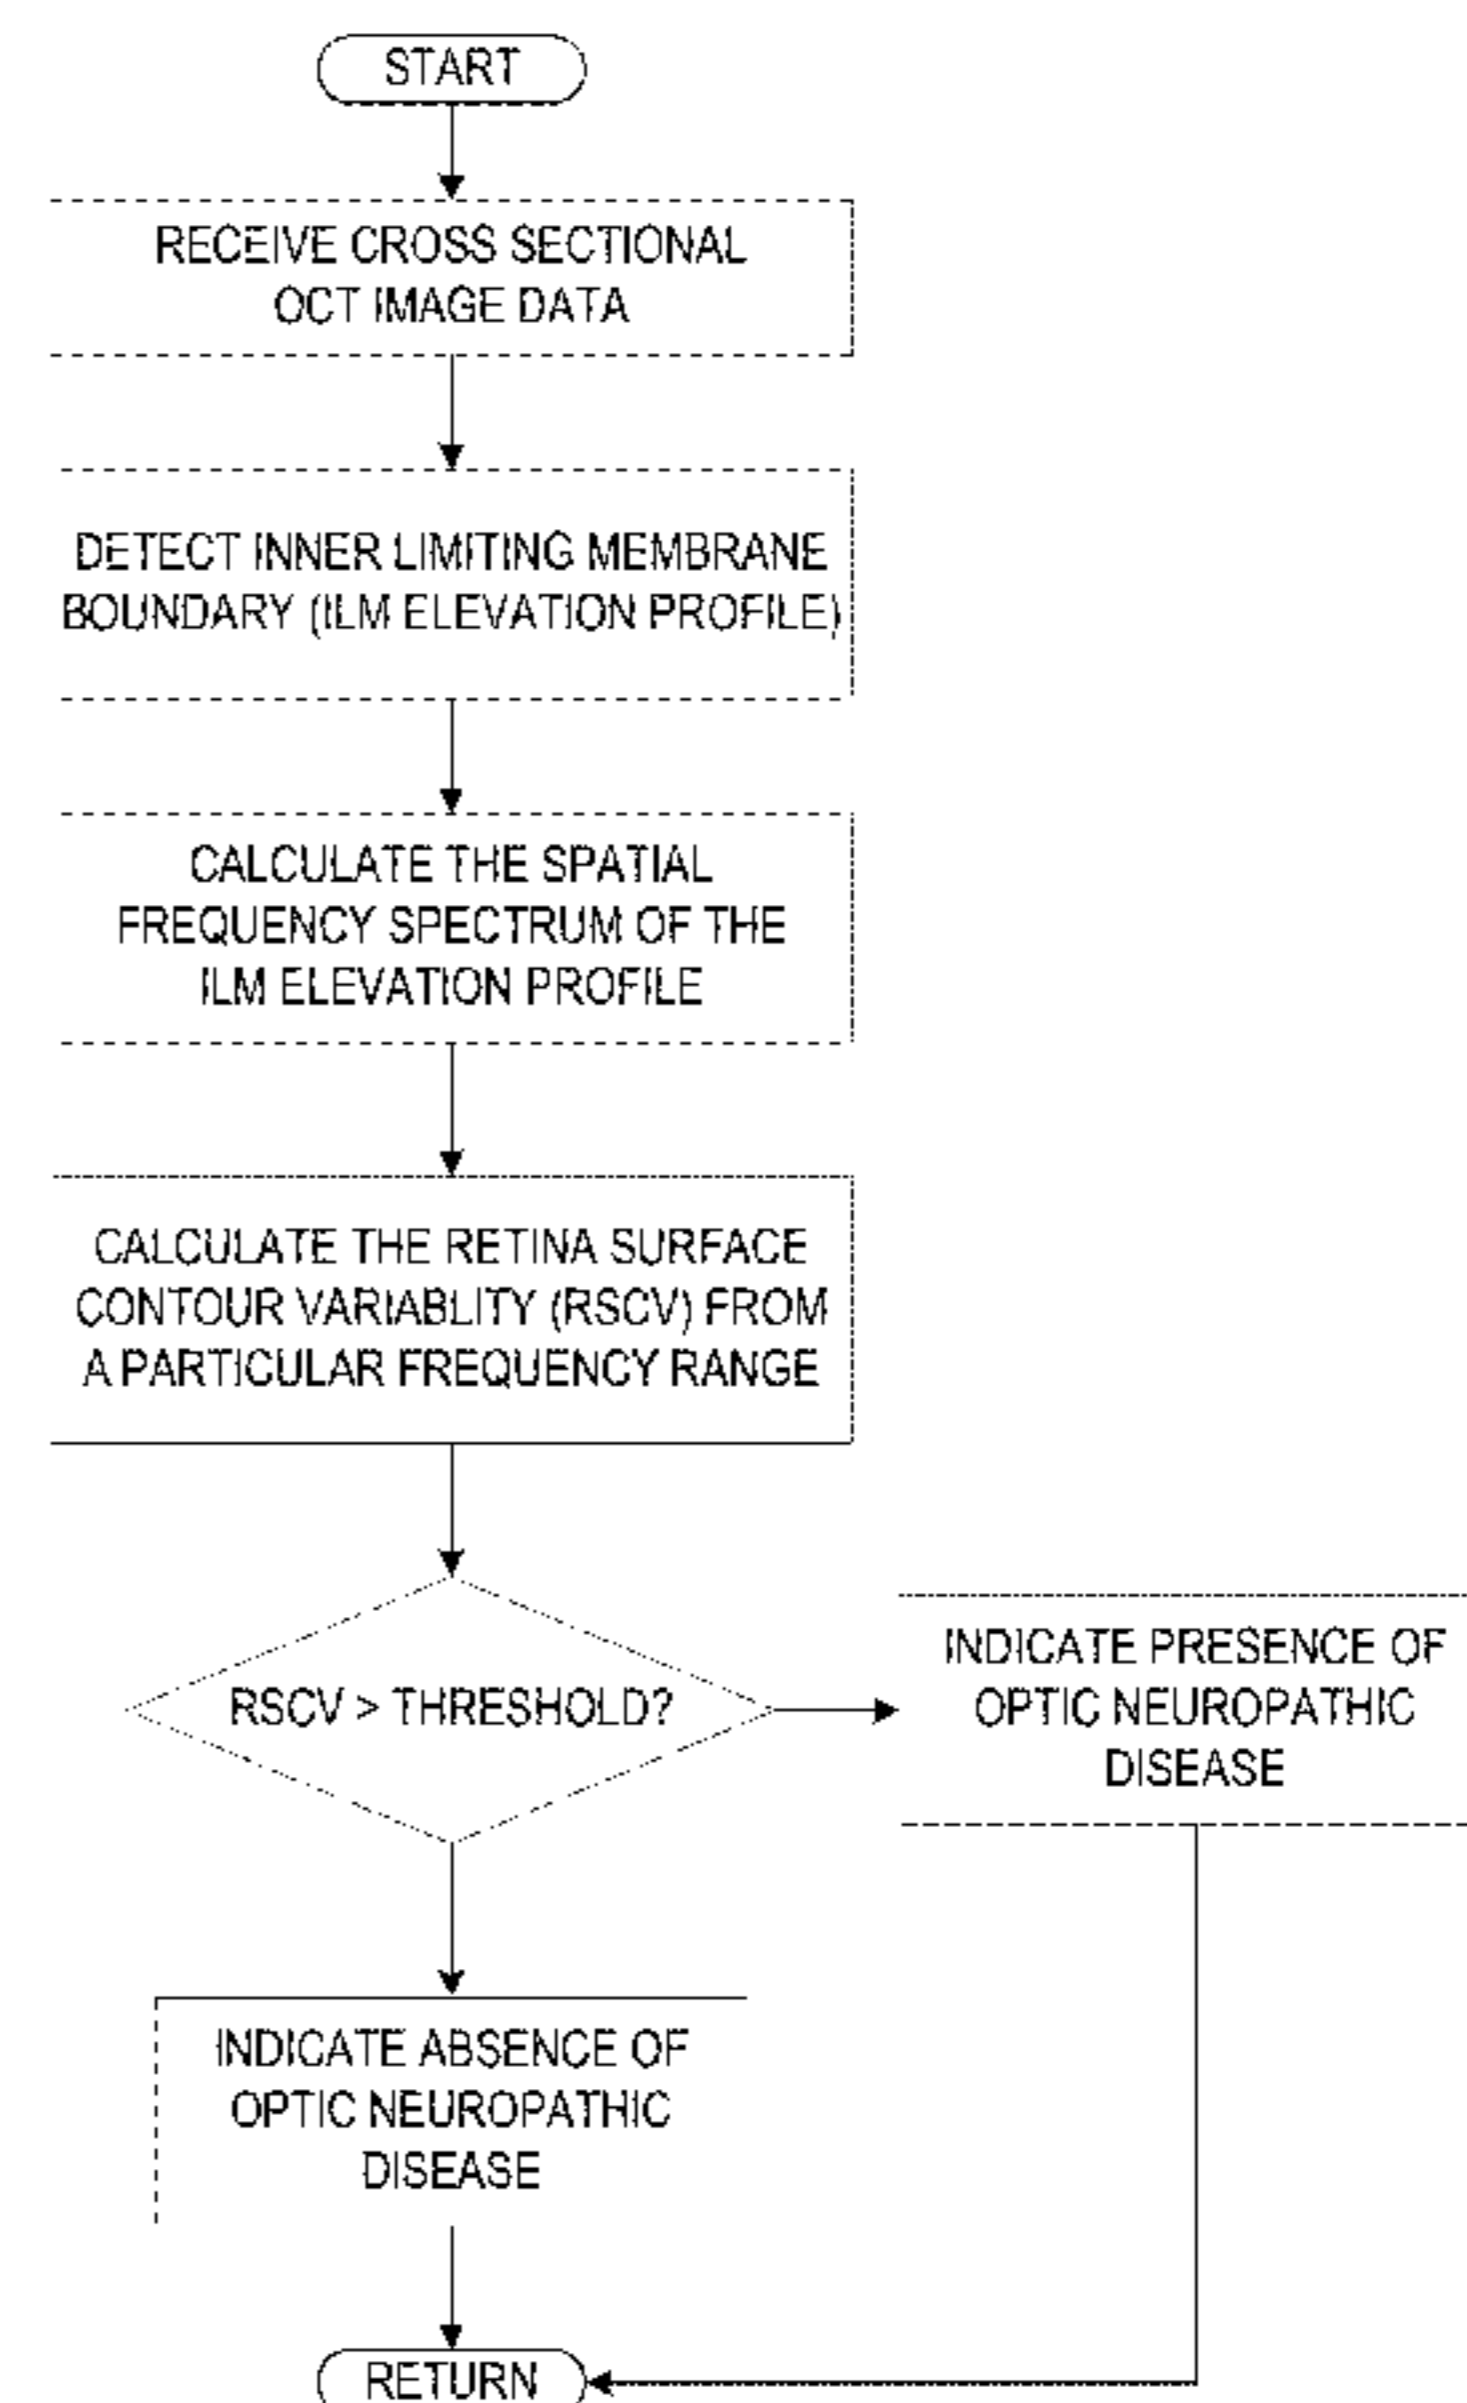 START
RECEIVE CROSS SECTIONAL
OCT IMAGE DATA
DETECT INNER LIMITING MEMBRANE
BOUNDARY (ILM ELEVATION PROFILE)
CALCULATE THE SPATIAL
FREQUENCY SPECTRUM OF THE
ILM ELEVATION PROFILE
CALCULATE THE RETINA SURFACE
CONTOUR VARIABLITY (RSCV) FROM
A PARTICULAR FREQUENCY RANGE
RSCV > THRESHOLD?
INDICATE PRESENCE OF
OPTIC NEUROPATHIC
DISEASE
INDICATE ABSENCE OF
OPTIC NEUROPATHIC
DISEASE
RETURN